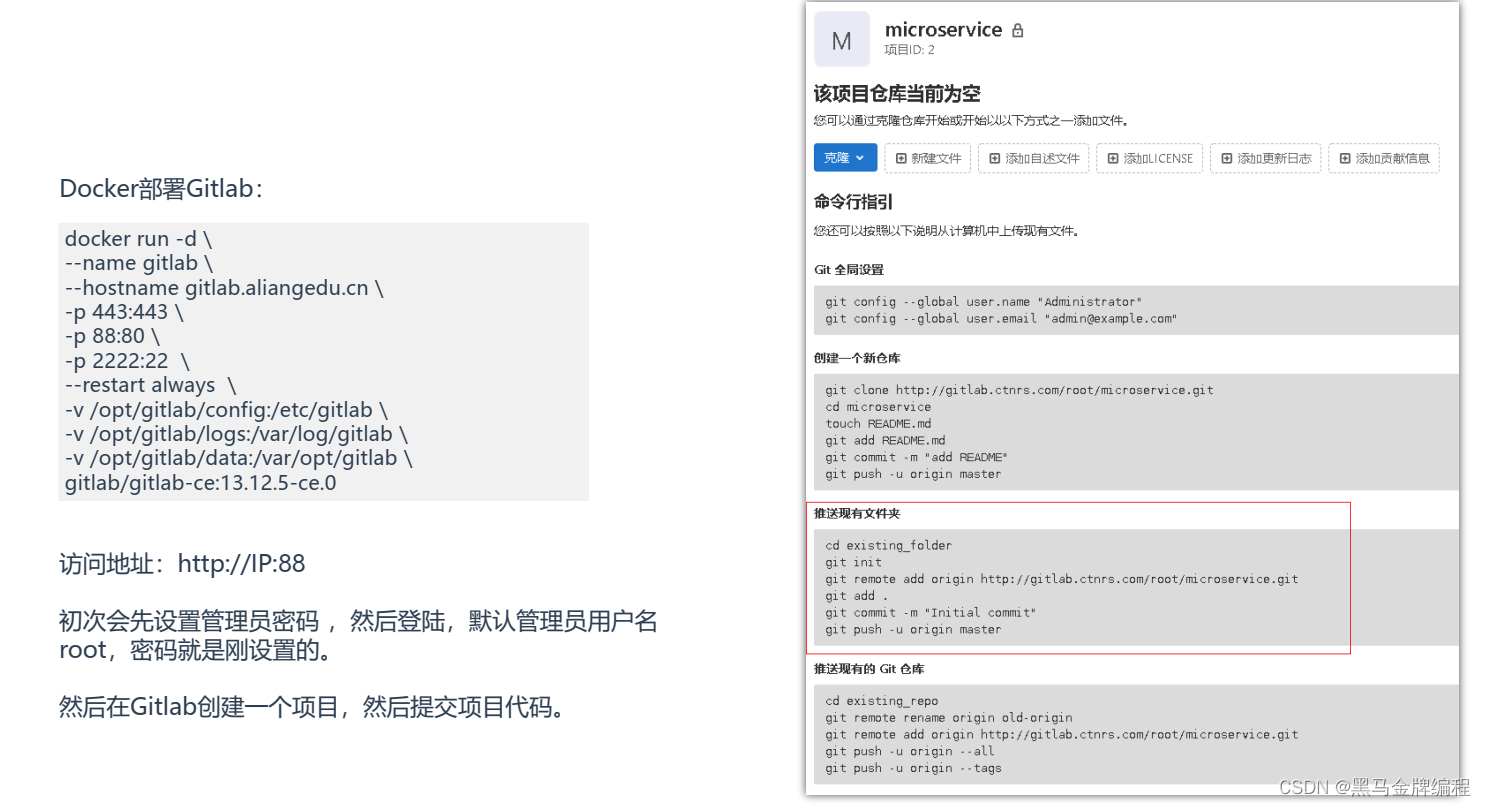 Docker部署Gitlab：
docker run -d \
--name gitlab \
--hostname gitlab.aliangedu.cn \
-p 443:443 \
-p 88:80 \
-p 2222:22  \
--restart always  \
-v /opt/gitlab/config:/etc/gitlab \
-v /opt/gitlab/logs:/var/log/gitlab \
-v /opt/gitlab/data:/var/opt/gitlab \
gitlab/gitlab-ce:13.12.5-ce.0
访问地址：http://IP:88
初次会先设置管理员密码 ，然后登陆，默认管理员用户名
root，密码就是刚设置的。
然后在Gitlab创建一个项目，然后提交项目代码。
M
microservice
项目ID: 2
该项目仓库当前为空
您可以通过克隆仓库开始或开始以以下方式之一添加文件。
克隆 新建文件 添加自述文件 添加LICENSE 添加更新日志 添加贡献信息
命令行指引
您还可以按照以下说明从计算机中上传现有文件。
Git 全局设置
git config --global user.name "Administrator"
git config --global user.email "admin@example.com"
创建一个新仓库
git clone http://gitlab.ctnrs.com/root/microservice.git
cd microservice
touch README.md
git add README.md
git commit -m "add README"
git push -u origin master
推送现有文件夹
cd existing_folder
git init
git remote add origin http://gitlab.ctnrs.com/root/microservice.git
git add .
git commit -m "Initial commit"
git push -u origin master
推送现有的 Git 仓库
cd existing_repo
git remote rename origin old-origin
git remote add origin http://gitlab.ctnrs.com/root/microservice.git
git push -u origin --all
git push -u origin --tags
CSDN @黑马金牌编程